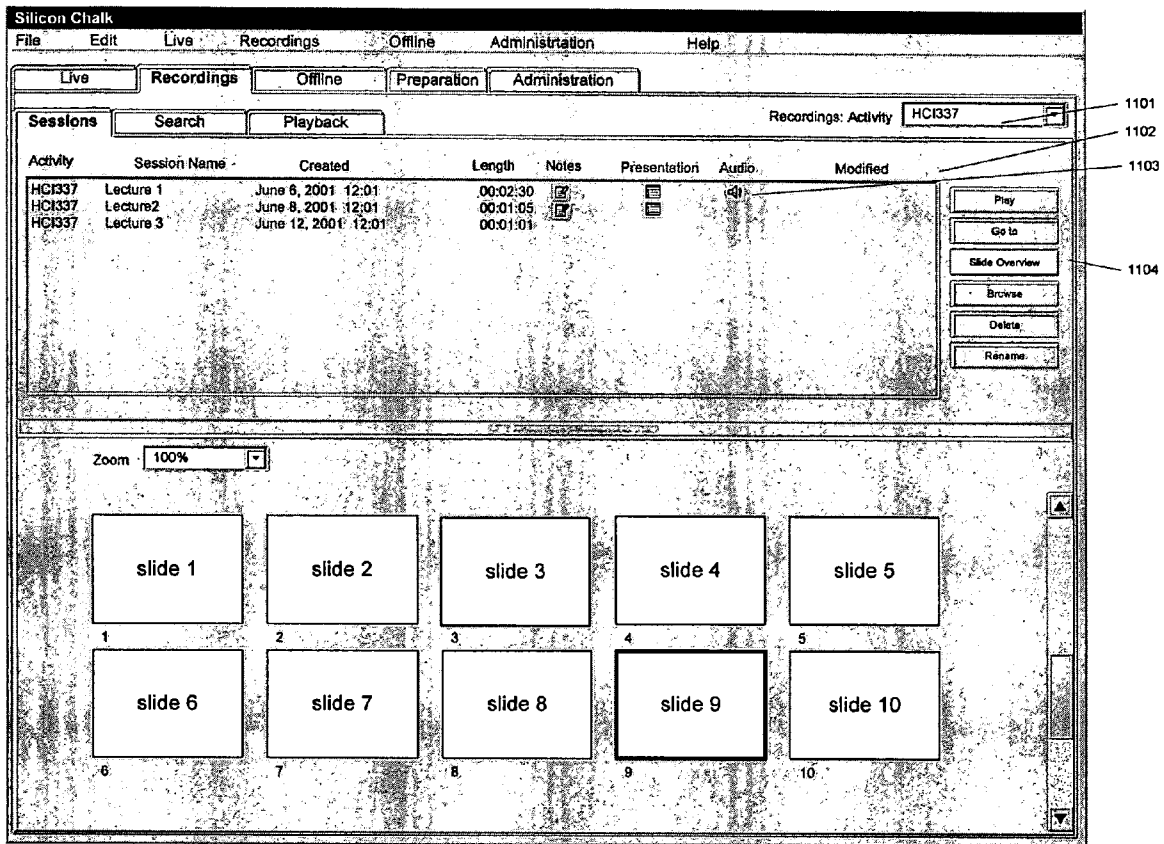 Silicon Chalk
File Edit Live Recordings Offline Administrtation Help
Live Recordings Offline Preparation Administration
Sessions Search Playback Recordings: Activity HCI337 1101
1102
1103
Activity Session Name Created Length Notes Presentation Audio Modified
HCI337 Lecture 1 June 6, 2001 12:01 00:02:30
HCI337 Lecture2 June 8, 2001 12:01 00:01:05
HCI337 Lecture 3 June 12, 2001 12:01 00:01:01
Play
Go to
Slide Overview 1104
Browse
Delete
Rename
Zoom 100%
slide 1 slide 2 slide 3 slide 4 slide 5
1 2 3 4 5
slide 6 slide 7 slide 8 slide 9 slide 10
6 7 8 9 10